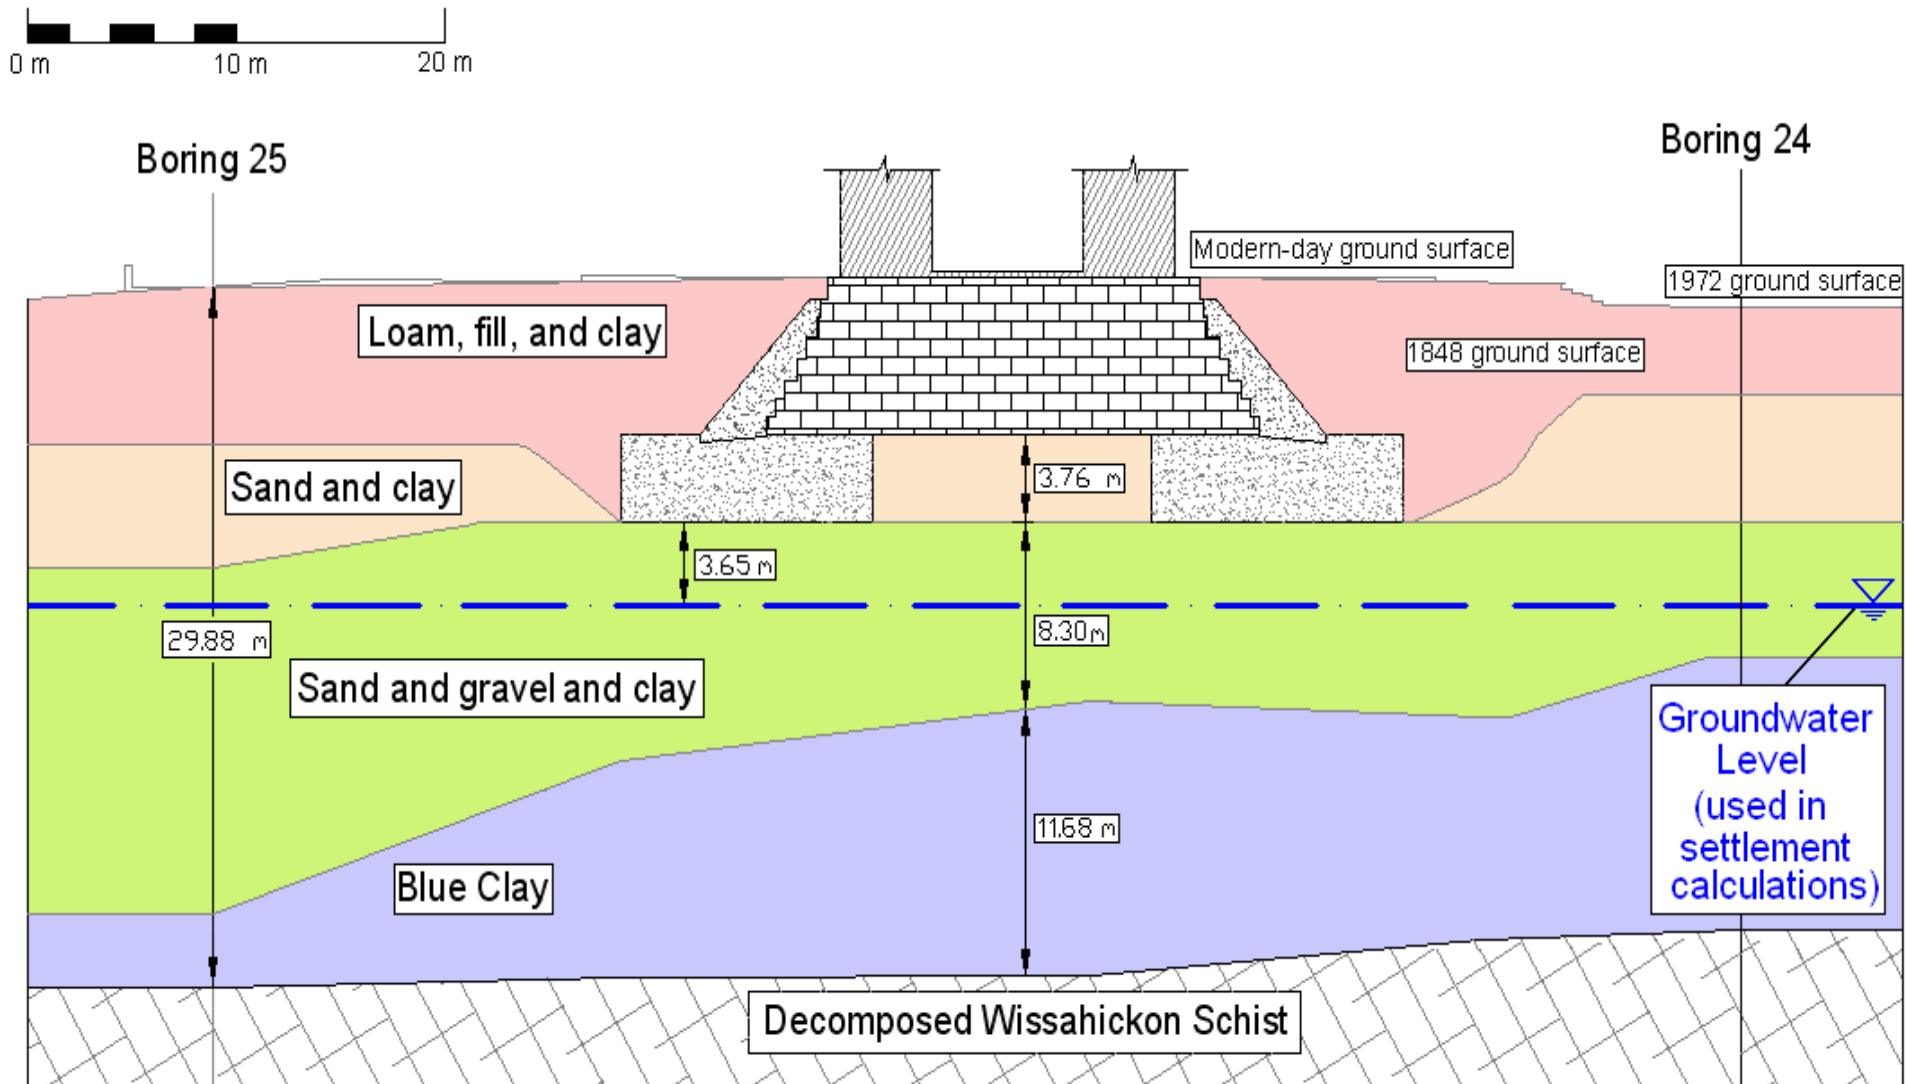 0 m
10 m
20 m
Boring 25
Boring 24
Modern-day ground surface
1972 ground surface
Loam, fill, and clay
1848 ground surface
Sand and clay
3.76 m
3.65 m
29.88 m
8.30m
Sand and gravel and clay
Groundwater
Level
(used in
settlement
calculations)
11.68 m
Blue Clay
Decomposed Wissahickon Schist